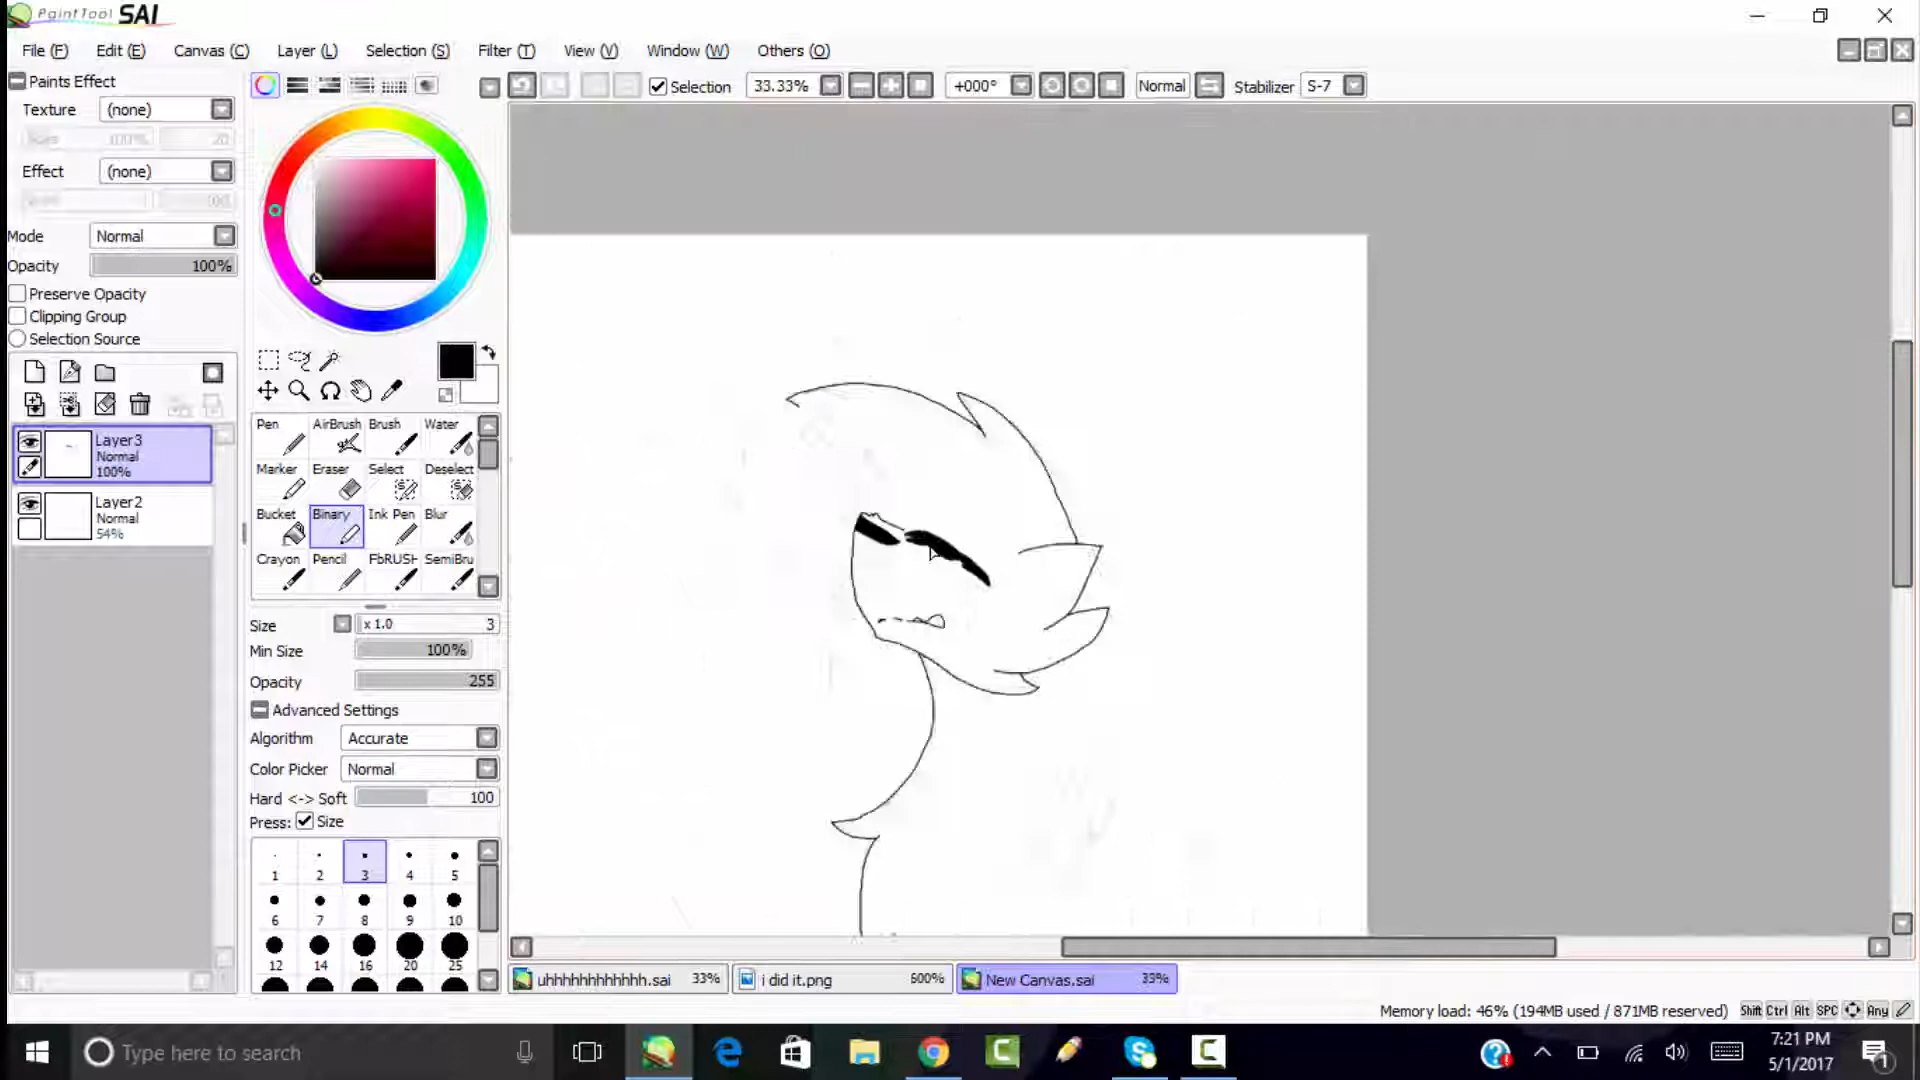 PaintTool SAI
File (F) Edit (E) Canvas (C) Layer (L) Selection (S) Filter (T) View (V) Window (W) Others (O)
Paints Effect
Selection 33.33% +000° Normal Stabilizer S-7
Texture (none)
100% 20
Effect (none)
100
Mode Normal
Opacity 100%
Preserve Opacity
Clipping Group
Selection Source
Layer3
Normal
100%
Layer2
Normal
54%
Pen AirBrush Brush Water
Marker Eraser Select Deselect
Bucket Binary Ink Pen Blur
Crayon Pencil FbRUSH SemiBru
Size x 1.0 3
Min Size 100%
Opacity 255
Advanced Settings
Algorithm Accurate
Color Picker Normal
Hard <-> Soft 100
Press: Size
1 2 3 4 5
6 7 8 9 10
12 14 16 20 25
uhhhhhhhhhhhh.sai 33% i did it.png 600% New Canvas.sai 33%
Memory load: 46% (194MB used / 871MB reserved) Shift Ctrl Alt SPC Any
Type here to search
7:21 PM
5/1/2017
1